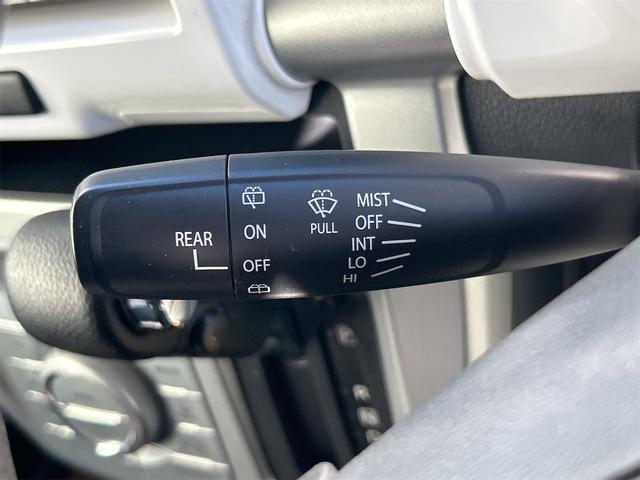 REAR
ON
OFF
PULL
MIST
OFF
INT
LO
HI
R